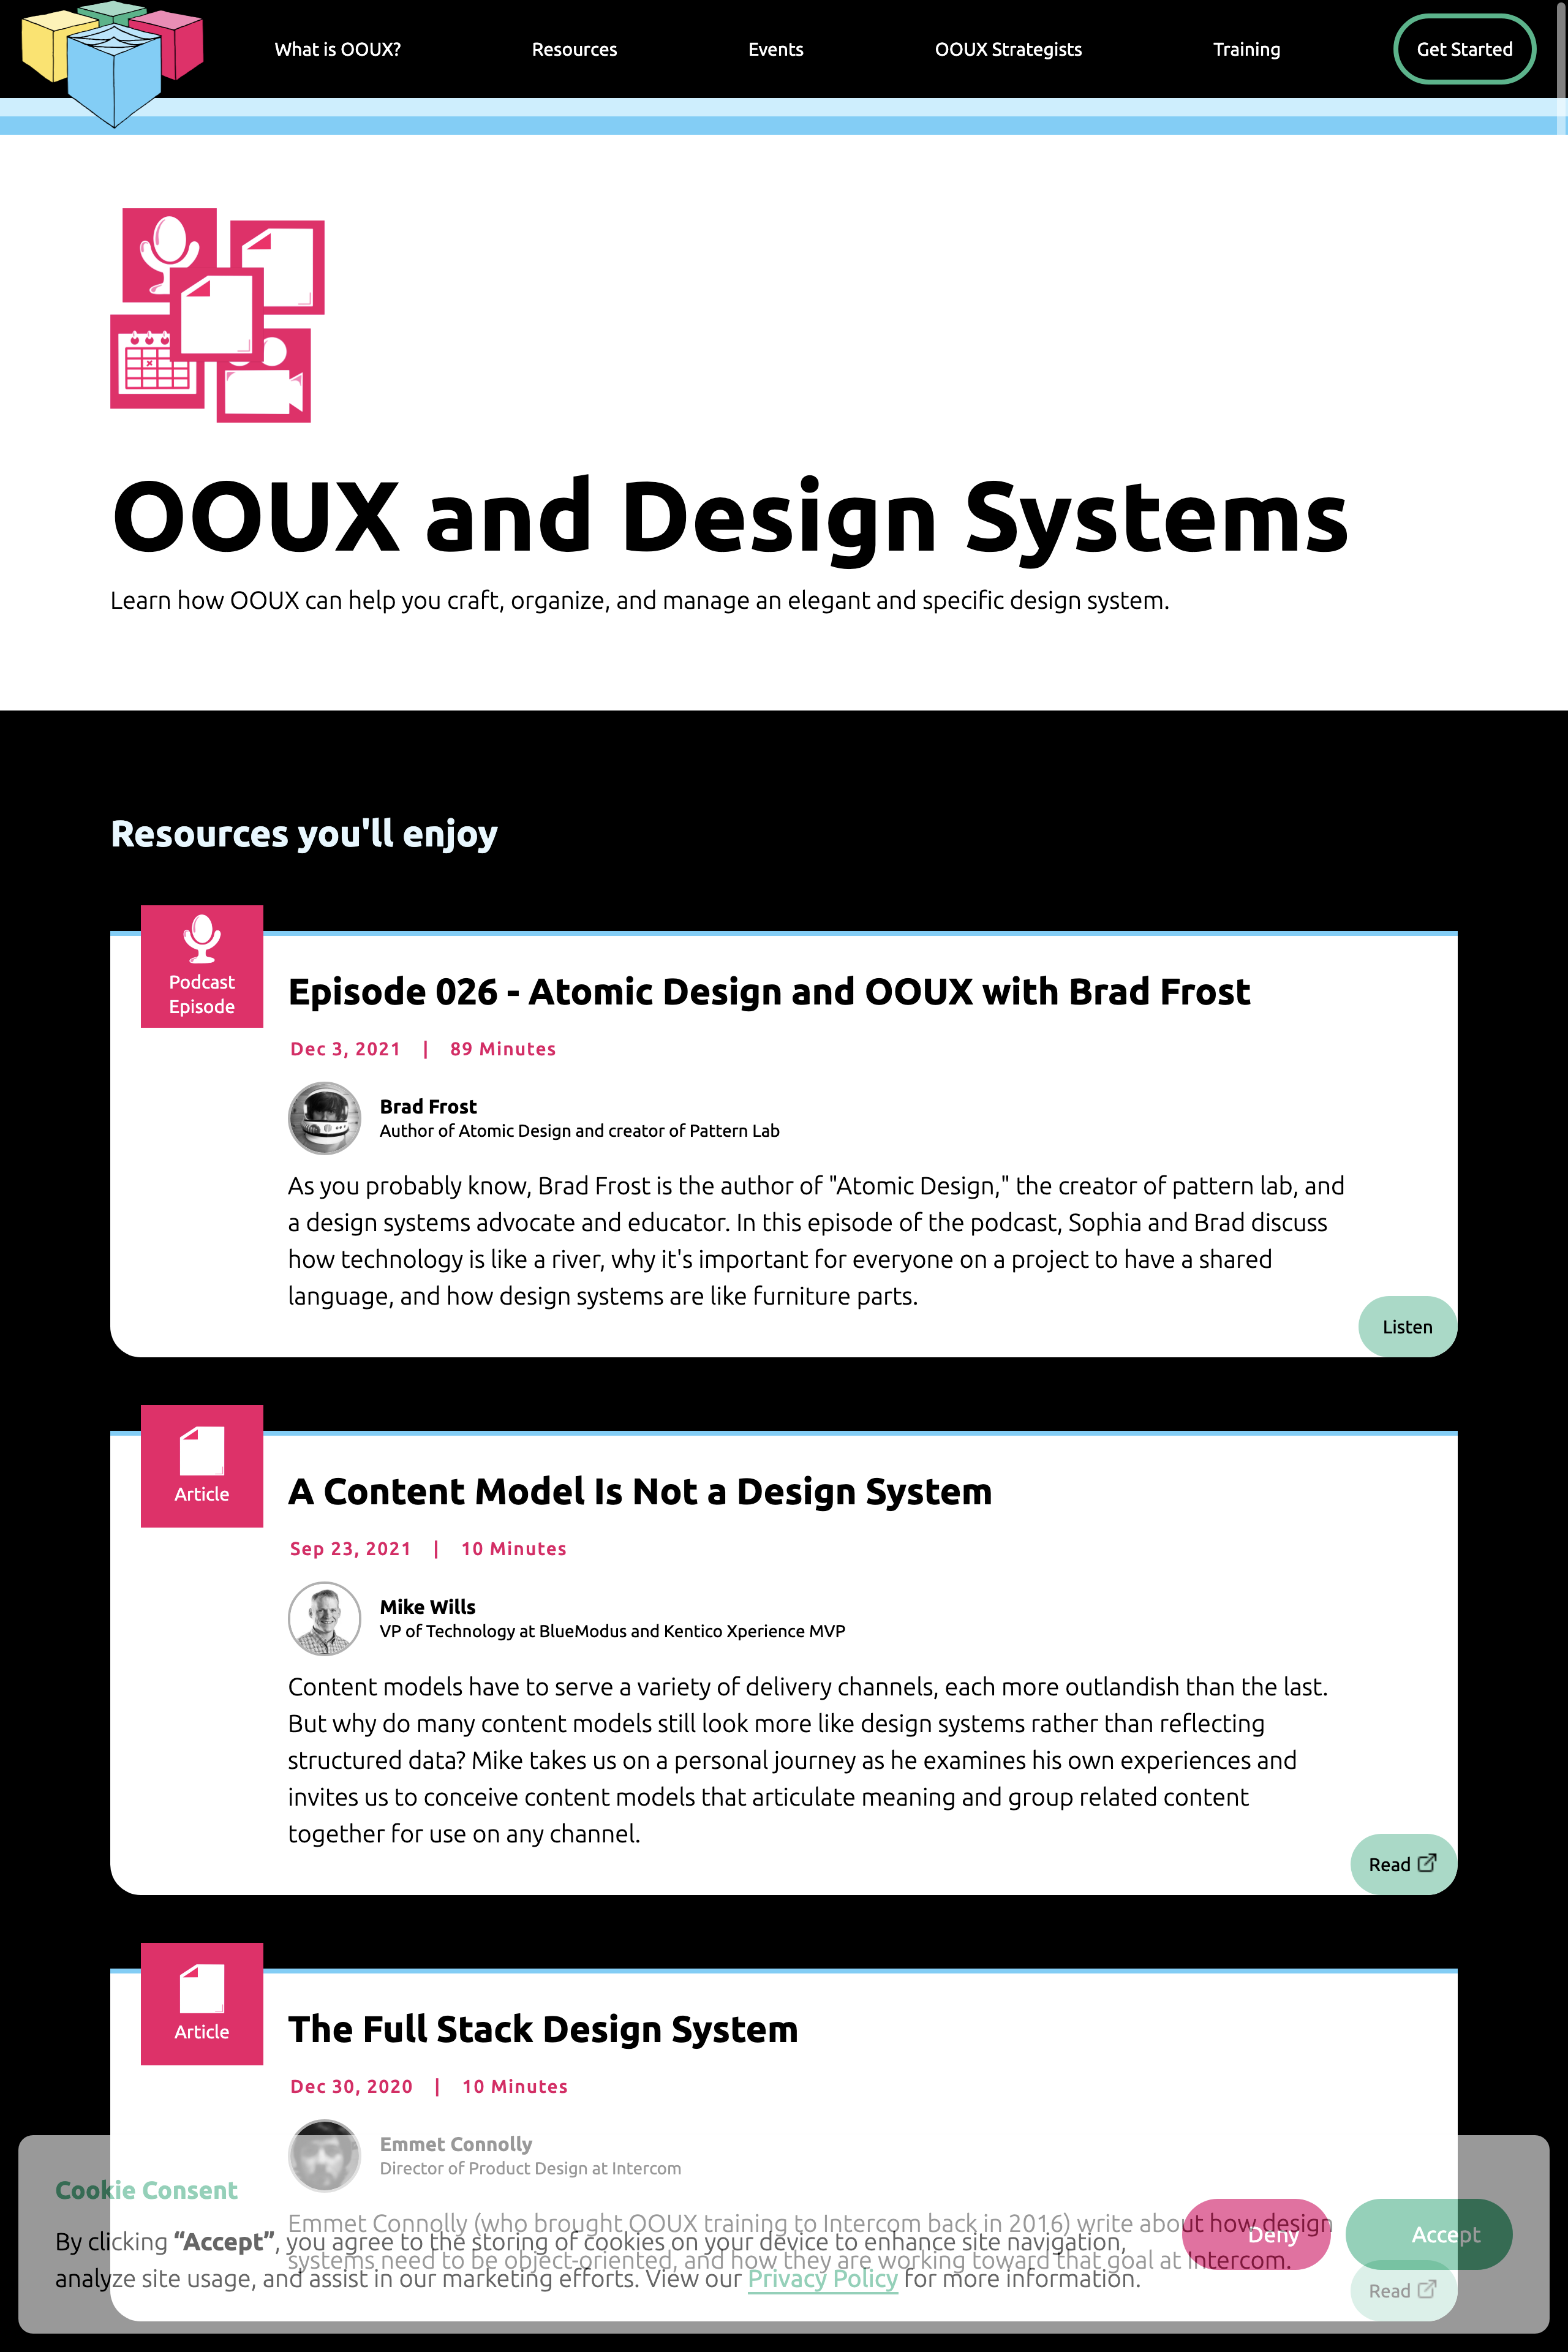 What is OOUX?
Resources
Events
OOUX Strategists
Training
Get Started
OOUX and Design Systems
Learn how OOUX can help you craft, organize, and manage an elegant and specific design system.
Resources you'll enjoy
Podcast
Episode
Episode 026 - Atomic Design and OOUX with Brad Frost
Dec 3, 2021 | 89 Minutes
Brad Frost
Author of Atomic Design and creator of Pattern Lab
As you probably know, Brad Frost is the author of "Atomic Design," the creator of pattern lab, and
a design systems advocate and educator. In this episode of the podcast, Sophia and Brad discuss
how technology is like a river, why it's important for everyone on a project to have a shared
language, and how design systems are like furniture parts.
Listen
Article
A Content Model Is Not a Design System
Sep 23, 2021 | 10 Minutes
Mike Wills
VP of Technology at BlueModus and Kentico Xperience MVP
Content models have to serve a variety of delivery channels, each more outlandish than the last.
But why do many content models still look more like design systems rather than reflecting
structured data? Mike takes us on a personal journey as he examines his own experiences and
invites us to conceive content models that articulate meaning and group related content
together for use on any channel.
Read
Article
The Full Stack Design System
Dec 30, 2020 | 10 Minutes
Emmet Connolly
Director of Product Design at Intercom
Emmet Connolly (who brought OOUX training to Intercom back in 2016) write about how design
systems need to be object-oriented, and how they are working toward that goal at Intercom.
Read
Cookie Consent
By clicking “Accept”, you agree to the storing of cookies on your device to enhance site navigation,
analyze site usage, and assist in our marketing efforts. View our Privacy Policy for more information.
Deny
Accept